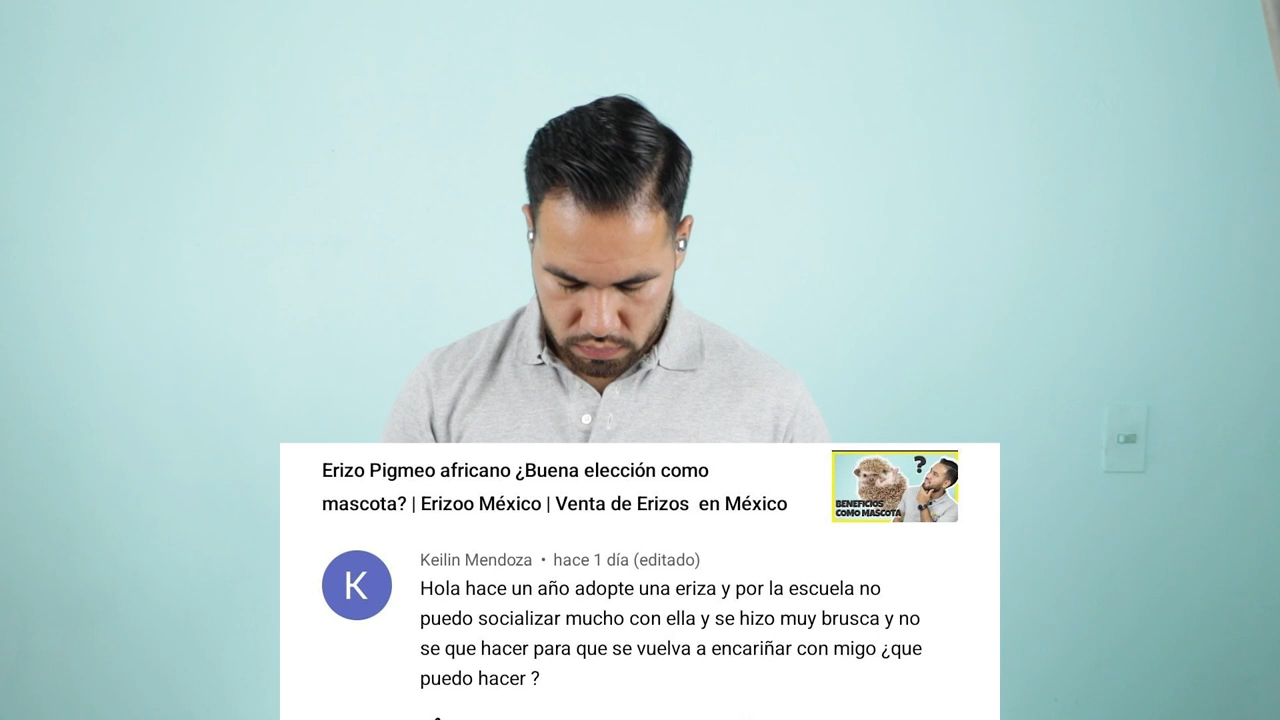 Erizo Pigmeo africano ¿Buena elección como
mascota? | Erizoo México | Venta de Erizos en México
?
BENEFICIOS
COMO MASCOTA
Keilin Mendoza • hace 1 día (editado)
K
Hola hace un año adopte una eriza y por la escuela no
puedo socializar mucho con ella y se hizo muy brusca y no
se que hacer para que se vuelva a encariñar con migo ¿que
puedo hacer ?